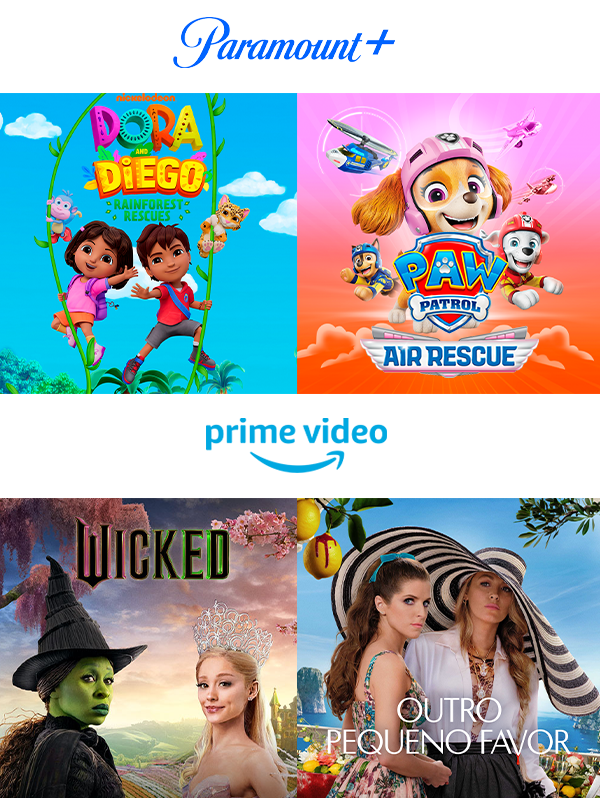 Paramount+
nickelodeon
DORA
AND
DIEGO
RAINFOREST
RESCUES
PAW
PATROL
AIR RESCUE
prime video
WICKED
OUTRO
PEQUENO FAVOR